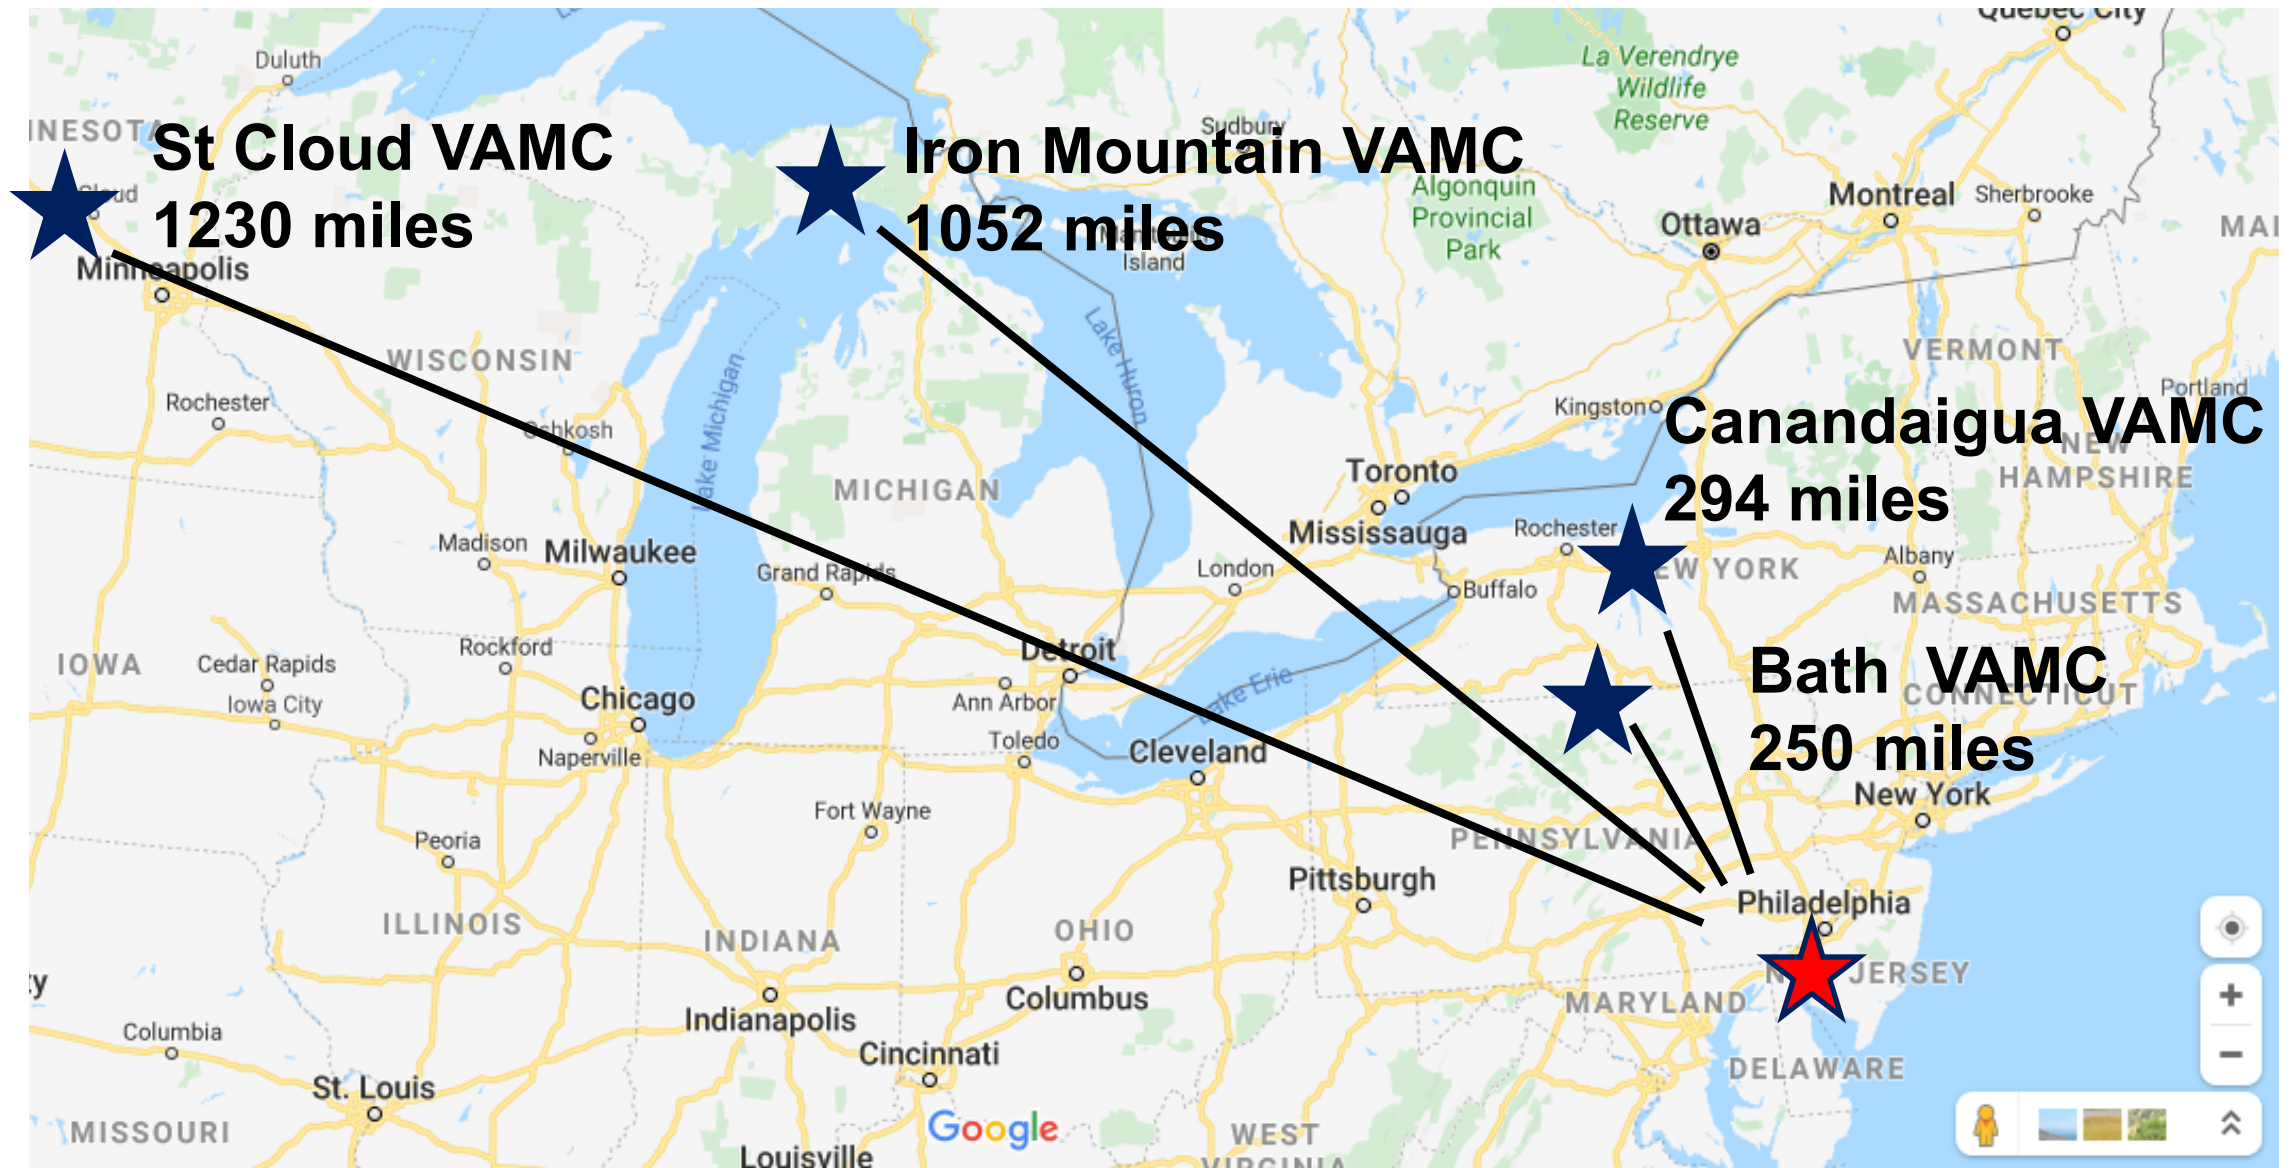 Quebec City
Duluth
La Verendrye
Wildlife
Reserve
St Cloud VAMC
1230 miles
Iron Mountain VAMC
1052 miles
Sudbury
Island
Algonquin
Provincial
Park
Ottawa
Montreal
Sherbrooke
MAI
Minneapolis
WISCONSIN
Rochester
Oshkosh
Lake Michigan
Lake Huron
MICHIGAN
VERMONT
Portland
Kingston
Canandaigua VAMC
294 miles
NEW
HAMPSHIRE
Toronto
Mississauga
Rochester
EW YORK
Albany
Buffalo
London
Madison
Milwaukee
Grand Rapids
MASSACHUSETTS
Bath VAMC
250 miles
CONNECTICUT
Detroit
Ann Arbor
Lake Erie
Toledo
Cleveland
IOWA
Cedar Rapids
Iowa City
Rockford
Chicago
Naperville
New York
Fort Wayne
Peoria
PENNSYLVANIA
Pittsburgh
Philadelphia
ILLINOIS
INDIANA
OHIO
JERSEY
Columbus
Indianapolis
MARYLAND
Columbia
Cincinnati
DELAWARE
St. Louis
MISSOURI
Google
WEST
VIRGINIA
Louisville